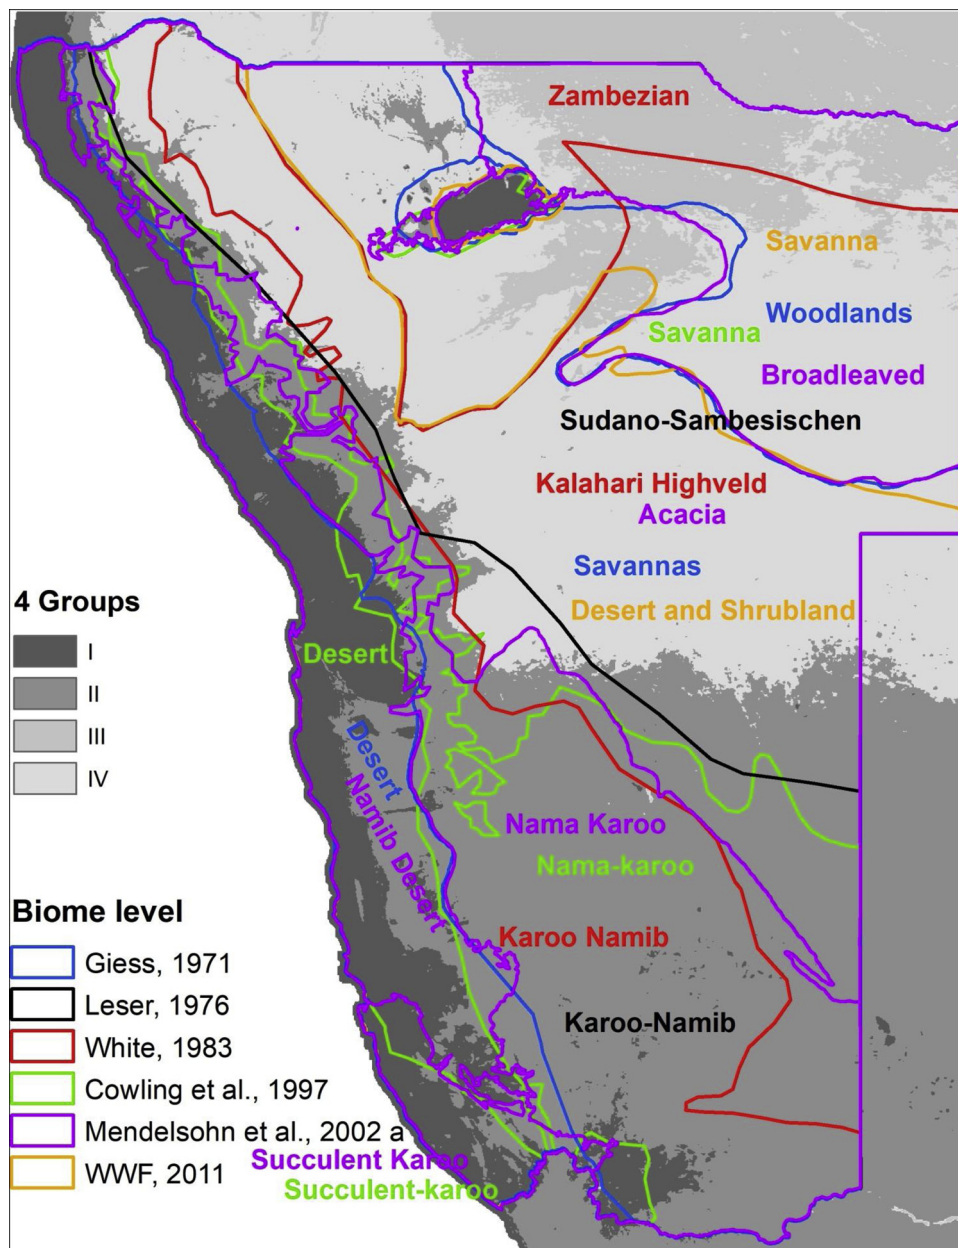 Zambezian
Savanna
Woodlands
Savanna
Broadleaved
Sudano-Sambesischen
Kalahari Highveld
Acacia
Savannas
Desert and Shrubland
4 Groups
I
II
III
IV
Desert
Desert
Namib Desert
Nama Karoo
Nama-karoo
Karoo Namib
Karoo-Namib
Biome level
Giess, 1971
Leser, 1976
White, 1983
Cowling et al., 1997
Mendelsohn et al., 2002 a
WWF, 2011
Succulent Karoo
Succulent-karoo